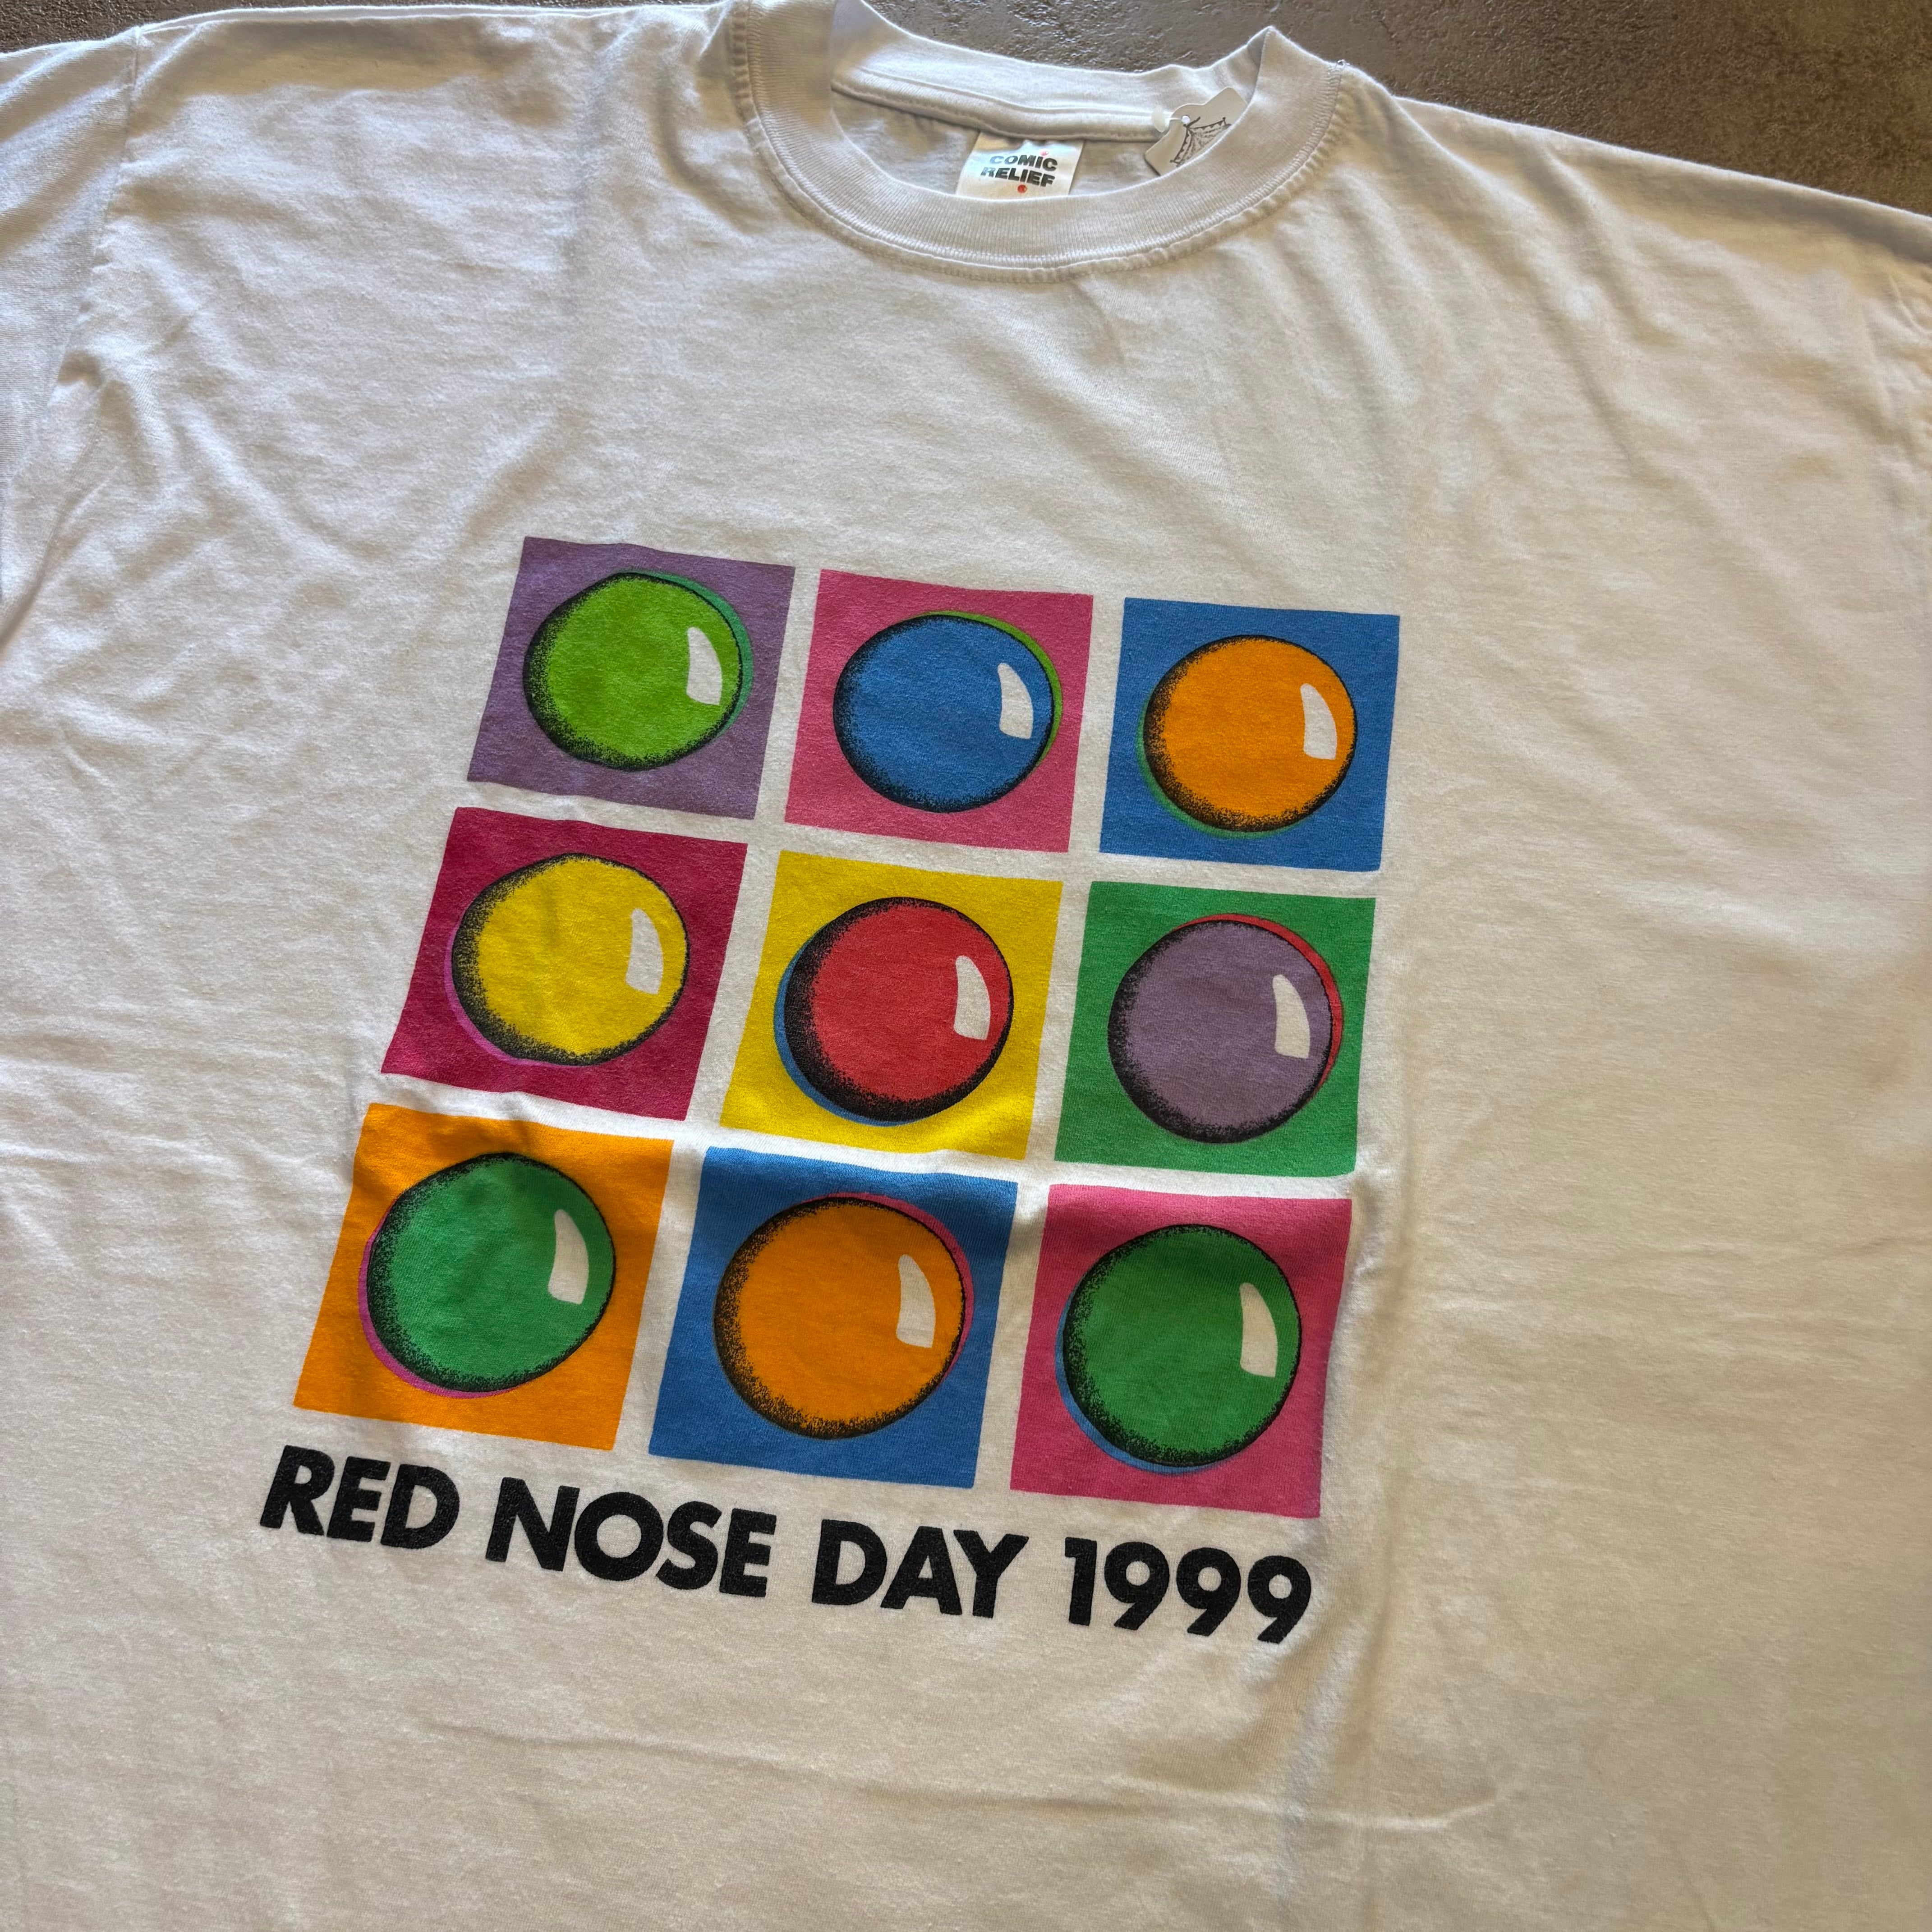 COMIC
RELIEF
RED NOSE DAY 1999